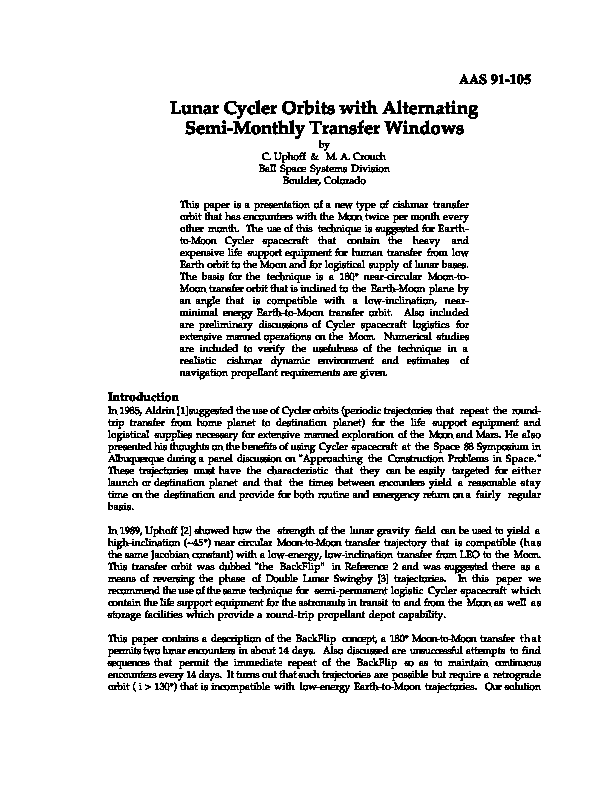 AAS 91-105
Lunar Cycler Orbits with Alternating
Semi-Monthly Transfer Windows
by
C. Uphoff & M. A. Crouch
Ball Space Systems Division
Boulder, Colorado
This paper is a presentation of a new type of cislunar transfer
orbit that has encounters with the Moon twice per month every
other month. The use of this technique is suggested for Earth-
to-Moon Cycler spacecraft that contain the heavy and
expensive life support equipment for human transfer from low
Earth orbit to the Moon and for logistical supply of lunar bases.
The basis for the technique is a 180° near-circular Moon-to-
Moon transfer orbit that is inclined to the Earth-Moon plane by
an angle that is compatible with a low-inclination, near-
minimal energy Earth-to-Moon transfer orbit. Also included
are preliminary discussions of Cycler spacecraft logistics for
extensive manned operations on the Moon. Numerical studies
are included to verify the usefulness of the technique in a
realistic cislunar dynamic environment and estimates of
navigation propellant requirements are given.
Introduction
In 1985, Aldrin [1]suggested the use of Cycler orbits (periodic trajectories that repeat the round-
trip transfer from home planet to destination planet) for the life support equipment and
logistical supplies necessary for extensive manned exploration of the Moon and Mars. He also
presented his thoughts on the benefits of using Cycler spacecraft at the Space 88 Symposium in
Albuquerque during a panel discussion on "Approaching the Construction Problems in Space."
These trajectories must have the characteristic that they can be easily targeted for either
launch or destination planet and that the times between encounters yield a reasonable stay
time on the destination and provide for both routine and emergency return on a fairly regular
basis.
In 1989, Uphoff [2] showed how the strength of the lunar gravity field can be used to yield a
high-inclination (~45°) near circular Moon-to-Moon transfer trajectory that is compatible (has
the same Jacobian constant) with a low-energy, low-inclination transfer from LEO to the Moon.
This transfer orbit was dubbed "the BackFlip" in Reference 2 and was suggested there as a
means of reversing the phase of Double Lunar Swingby [3] trajectories. In this paper we
recommend the use of the same technique for semi-permanent logistic Cycler spacecraft which
contain the life support equipment for the astronauts in transit to and from the Moon as well as
storage facilities which provide a round-trip propellant depot capability.
This paper contains a description of the BackFlip concept, a 180° Moon-to-Moon transfer that
permits two lunar encounters in about 14 days. Also discussed are unsuccessful attempts to find
sequences that permit the immediate repeat of the BackFlip so as to maintain continuous
encounters every 14 days. It turns out that such trajectories are possible but require a retrograde
orbit ( i > 130°) that is incompatible with low-energy Earth-to-Moon trajectories. Our solution